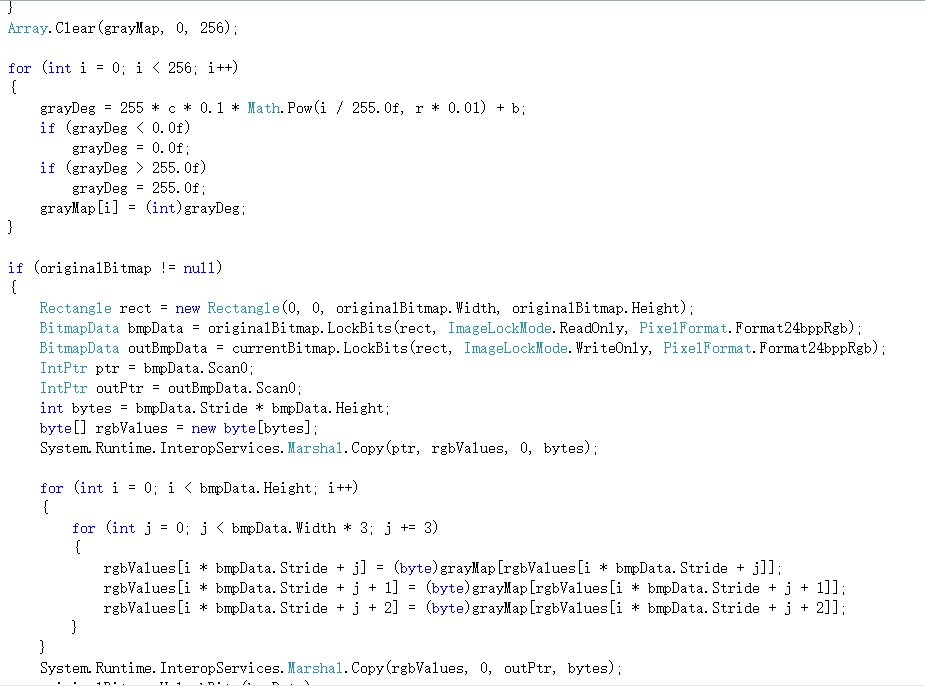 }
Array.Clear(grayMap, 0, 256);
for (int i = 0; i < 256; i++)
{
grayDeg = 255 * c * 0.1 * Math.Pow(i / 255.0f, r * 0.01) + b;
if (grayDeg < 0.0f)
grayDeg = 0.0f;
if (grayDeg > 255.0f)
grayDeg = 255.0f;
grayMap[i] = (int)grayDeg;
}
if (originalBitmap != null)
{
Rectangle rect = new Rectangle(0, 0, originalBitmap.Width, originalBitmap.Height);
BitmapData bmpData = originalBitmap.LockBits(rect, ImageLockMode.ReadOnly, PixelFormat.Format24bppRgb);
BitmapData outBmpData = currentBitmap.LockBits(rect, ImageLockMode.WriteOnly, PixelFormat.Format24bppRgb);
IntPtr ptr = bmpData.Scan0;
IntPtr outPtr = outBmpData.Scan0;
int bytes = bmpData.Stride * bmpData.Height;
byte[] rgbValues = new byte[bytes];
System.Runtime.InteropServices.Marshal.Copy(ptr, rgbValues, 0, bytes);
for (int i = 0; i < bmpData.Height; i++)
{
for (int j = 0; j < bmpData.Width * 3; j += 3)
{
rgbValues[i * bmpData.Stride + j] = (byte)grayMap[rgbValues[i * bmpData.Stride + j]];
rgbValues[i * bmpData.Stride + j + 1] = (byte)grayMap[rgbValues[i * bmpData.Stride + j + 1]];
rgbValues[i * bmpData.Stride + j + 2] = (byte)grayMap[rgbValues[i * bmpData.Stride + j + 2]];
}
}
System.Runtime.InteropServices.Marshal.Copy(rgbValues, 0, outPtr, bytes);